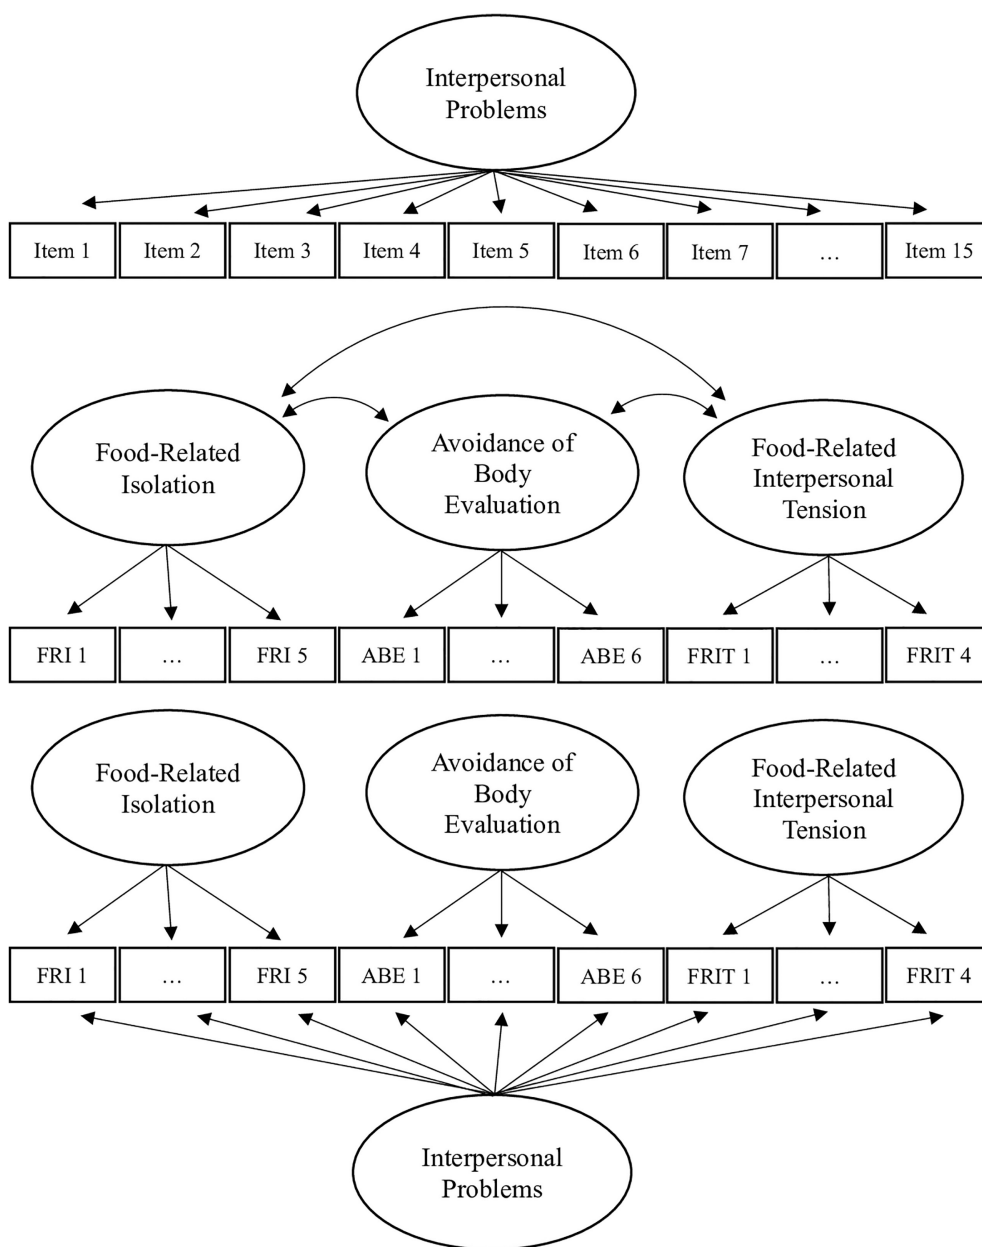 Interpersonal
Problems
Item 1
Item 2
Item 3
Item 4
Item 5
Item 6
Item 7
...
Item 15
Food-Related
Isolation
Avoidance of
Body
Evaluation
Food-Related
Interpersonal
Tension
FRI 1
...
FRI 5
ABE 1
...
ABE 6
FRIT 1
...
FRIT 4
Food-Related
Isolation
Avoidance of
Body
Evaluation
Food-Related
Interpersonal
Tension
FRI 1
...
FRI 5
ABE 1
...
ABE 6
FRIT 1
...
FRIT 4
Interpersonal
Problems